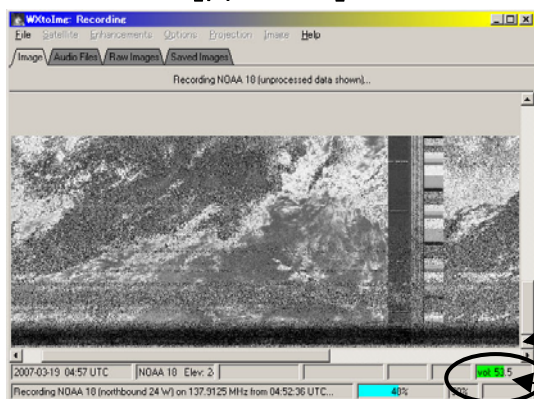 WXtoImg: Recording
File Satellite Enhancements Options Projection Image Help
Image Audio Files Raw Images Saved Images
Recording NOAA 18 (unprocessed data shown)...
2007-03-19 04:57 UTC NOAA 18 Elev: 2 vol: 53.5
Recording NOAA 18 (northbound 24 W) on 137.9125 MHz from 04:52:36 UTC... 40%